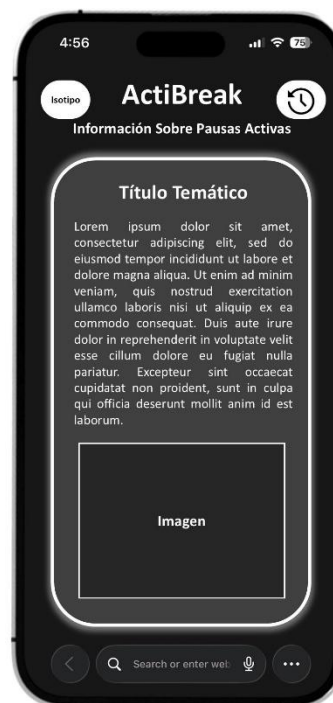 4:56
75
Isotipo
ActiBreak
Información Sobre Pausas Activas
Título Temático
Lorem ipsum dolor sit amet,
consectetur adipiscing elit, sed do
eiusmod tempor incididunt ut labore et
dolore magna aliqua. Ut enim ad minim
veniam, quis nostrud exercitation
ullamco laboris nisi ut aliquip ex ea
commodo consequat. Duis aute irure
dolor in reprehenderit in voluptate velit
esse cillum dolore eu fugiat nulla
pariatur. Excepteur sint occaecat
cupidatat non proident, sunt in culpa
qui officia deserunt mollit anim id est
laborum.
Imagen
Search or enter